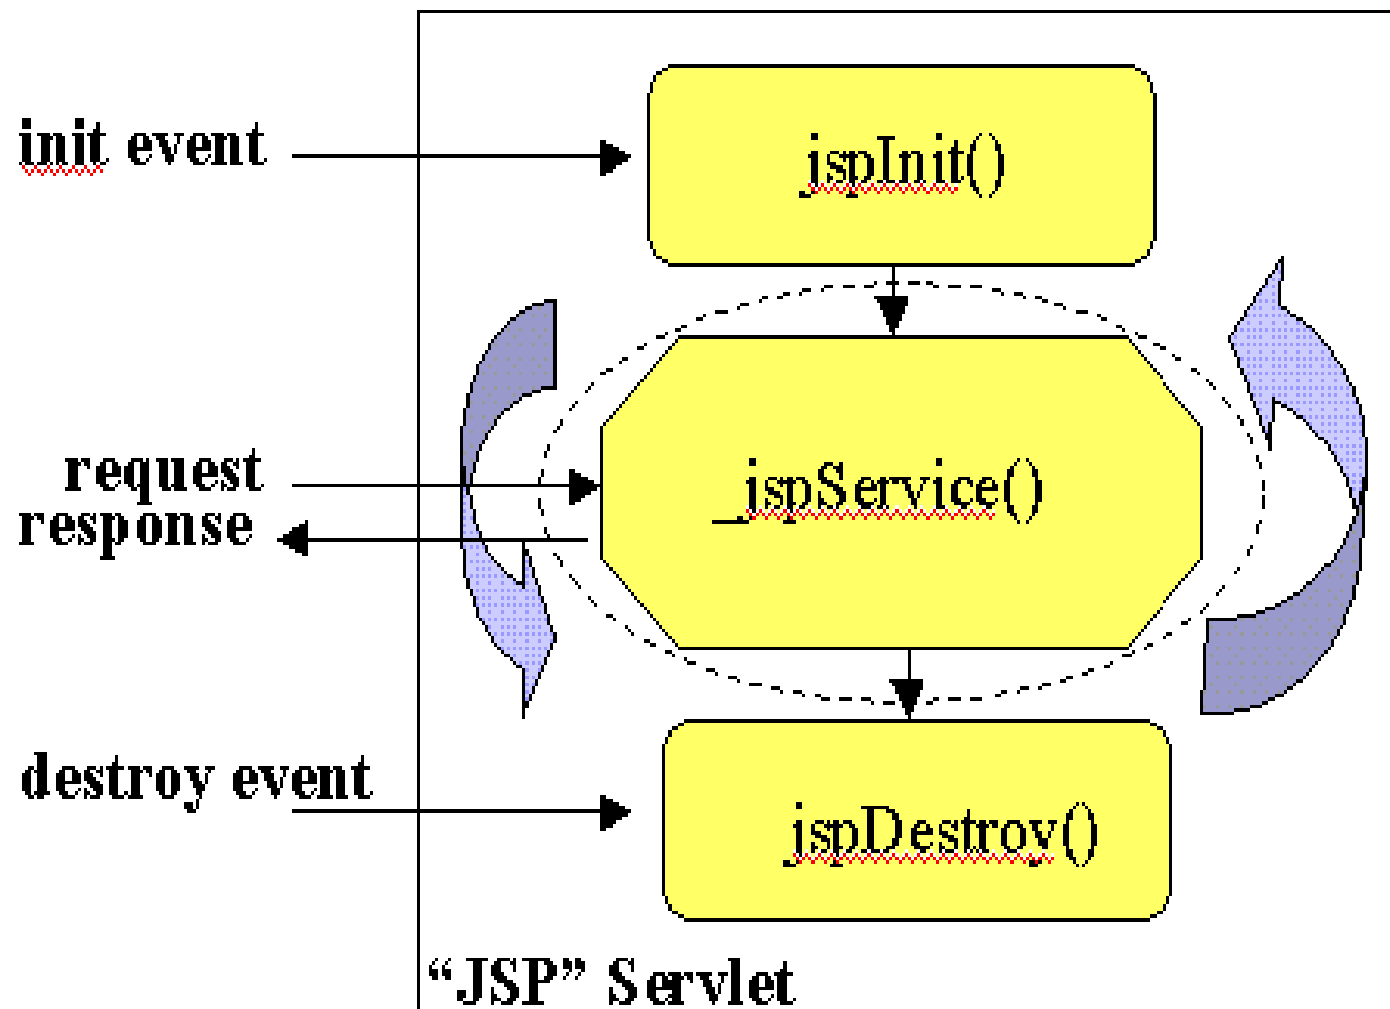 init event
jspInit()
request
response
_jspService()
destroy event
jspDestroy()
“JSP” Servlet